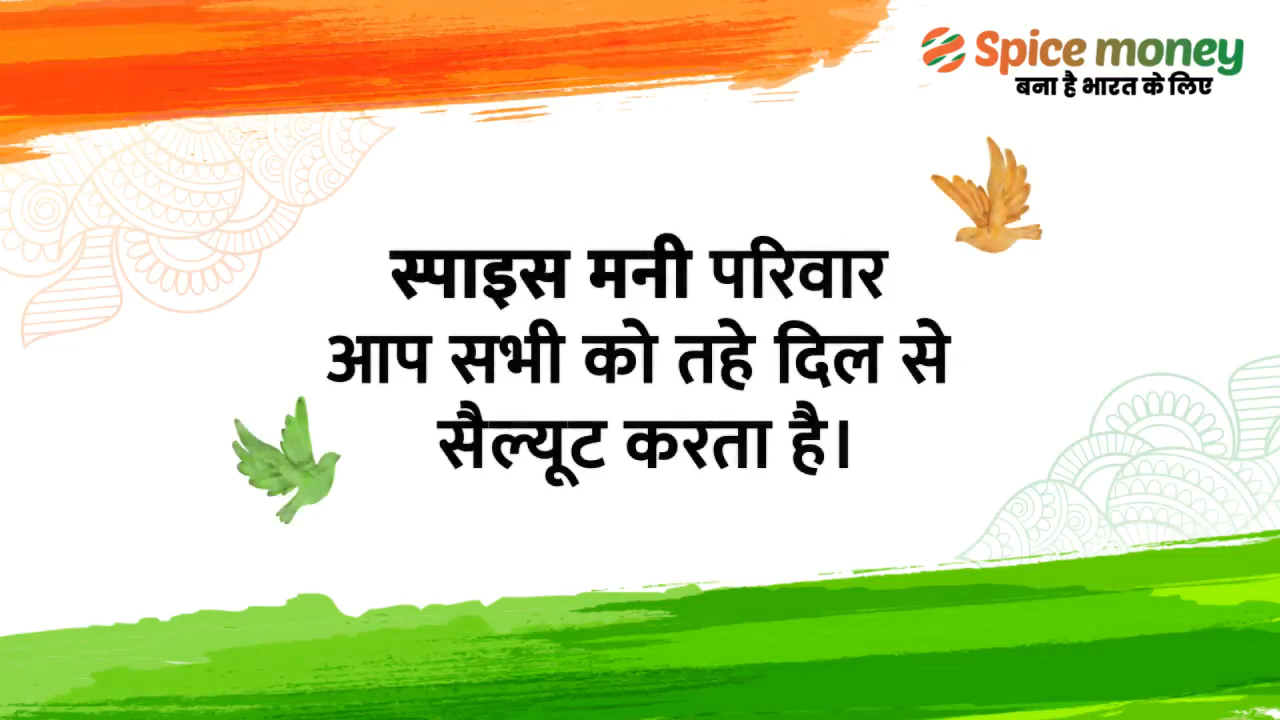 Spice money
बना है भारत के लिए
स्पाइस मनी परिवार
आप सभी को तहे दिल से
सैल्यूट करता है।